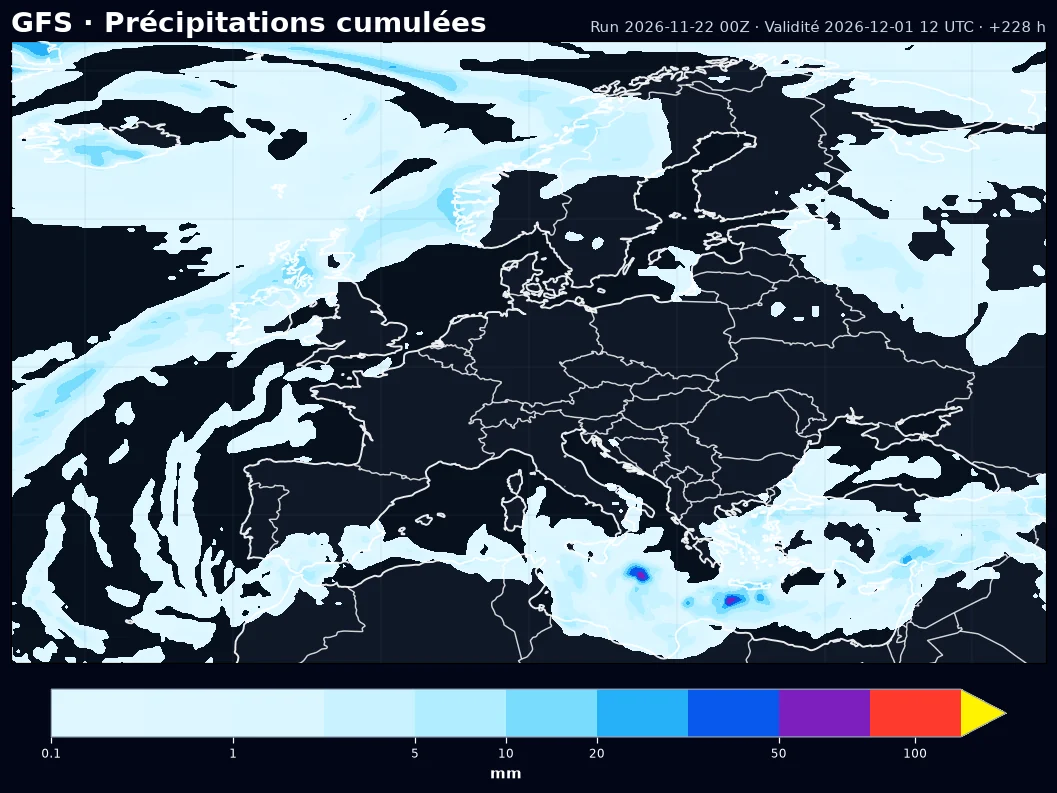 GFS · Précipitations cumulées
Run 2026-11-22 00Z · Validité 2026-12-01 12 UTC · +228 h
0.1 1 5 10 20 50 100
mm